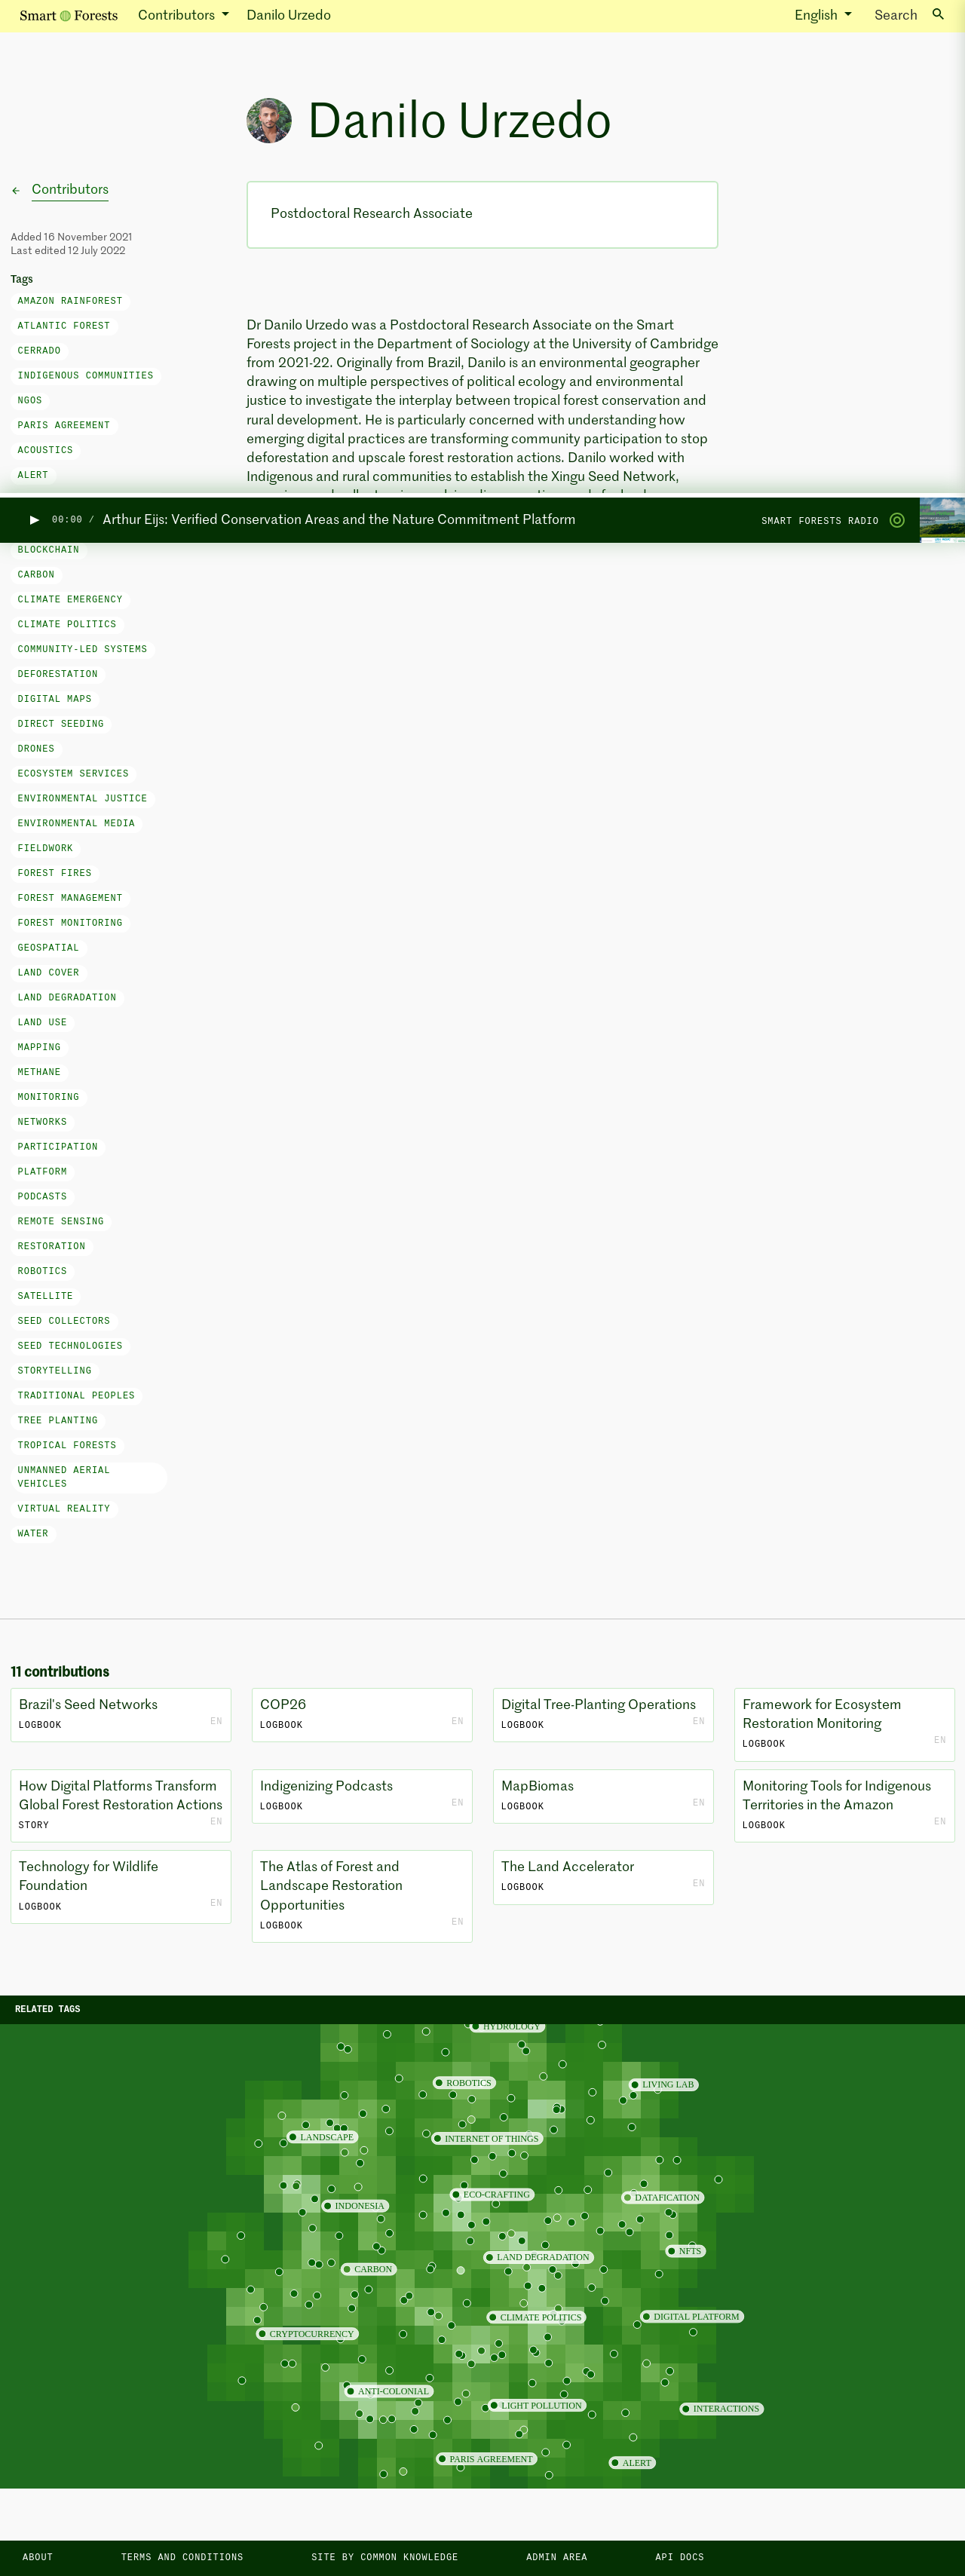 Smart Forests
Contributors
Danilo Urzedo
English
Search
Danilo Urzedo
Contributors
Added 16 November 2021
Last edited 12 July 2022
Tags
AMAZON RAINFOREST
ATLANTIC FOREST
CERRADO
INDIGENOUS COMMUNITIES
NGOS
PARIS AGREEMENT
ACOUSTICS
ALERT
Postdoctoral Research Associate
Dr Danilo Urzedo was a Postdoctoral Research Associate on the Smart
Forests project in the Department of Sociology at the University of Cambridge
from 2021-22. Originally from Brazil, Danilo is an environmental geographer
drawing on multiple perspectives of political ecology and environmental
justice to investigate the interplay between tropical forest conservation and
rural development. He is particularly concerned with understanding how
emerging digital practices are transforming community participation to stop
deforestation and upscale forest restoration actions. Danilo worked with
Indigenous and rural communities to establish the Xingu Seed Network,
00:00 / Arthur Eijs: Verified Conservation Areas and the Nature Commitment Platform
SMART FORESTS RADIO
BLOCKCHAIN
CARBON
CLIMATE EMERGENCY
CLIMATE POLITICS
COMMUNITY-LED SYSTEMS
DEFORESTATION
DIGITAL MAPS
DIRECT SEEDING
DRONES
ECOSYSTEM SERVICES
ENVIRONMENTAL JUSTICE
ENVIRONMENTAL MEDIA
FIELDWORK
FOREST FIRES
FOREST MANAGEMENT
FOREST MONITORING
GEOSPATIAL
LAND COVER
LAND DEGRADATION
LAND USE
MAPPING
METHANE
MONITORING
NETWORKS
PARTICIPATION
PLATFORM
PODCASTS
REMOTE SENSING
RESTORATION
ROBOTICS
SATELLITE
SEED COLLECTORS
SEED TECHNOLOGIES
STORYTELLING
TRADITIONAL PEOPLES
TREE PLANTING
TROPICAL FORESTS
UNMANNED AERIAL
VEHICLES
VIRTUAL REALITY
WATER
11 contributions
Brazil's Seed Networks
LOGBOOK
EN
COP26
LOGBOOK
EN
Digital Tree-Planting Operations
LOGBOOK
EN
Framework for Ecosystem
Restoration Monitoring
LOGBOOK
EN
How Digital Platforms Transform
Global Forest Restoration Actions
STORY
EN
Indigenizing Podcasts
LOGBOOK
EN
MapBiomas
LOGBOOK
EN
Monitoring Tools for Indigenous
Territories in the Amazon
LOGBOOK
EN
Technology for Wildlife
Foundation
LOGBOOK
EN
The Atlas of Forest and
Landscape Restoration
Opportunities
LOGBOOK
EN
The Land Accelerator
LOGBOOK
EN
RELATED TAGS
HYDROLOGY
ROBOTICS
LIVING LAB
LANDSCAPE
INTERNET OF THINGS
ECO-CRAFTING
DATAFICATION
INDONESIA
NFTS
LAND DEGRADATION
CARBON
CLIMATE POLITICS
DIGITAL PLATFORM
CRYPTOCURRENCY
ANTI-COLONIAL
LIGHT POLLUTION
INTERACTIONS
PARIS AGREEMENT
ALERT
ABOUT
TERMS AND CONDITIONS
SITE BY COMMON KNOWLEDGE
ADMIN AREA
API DOCS